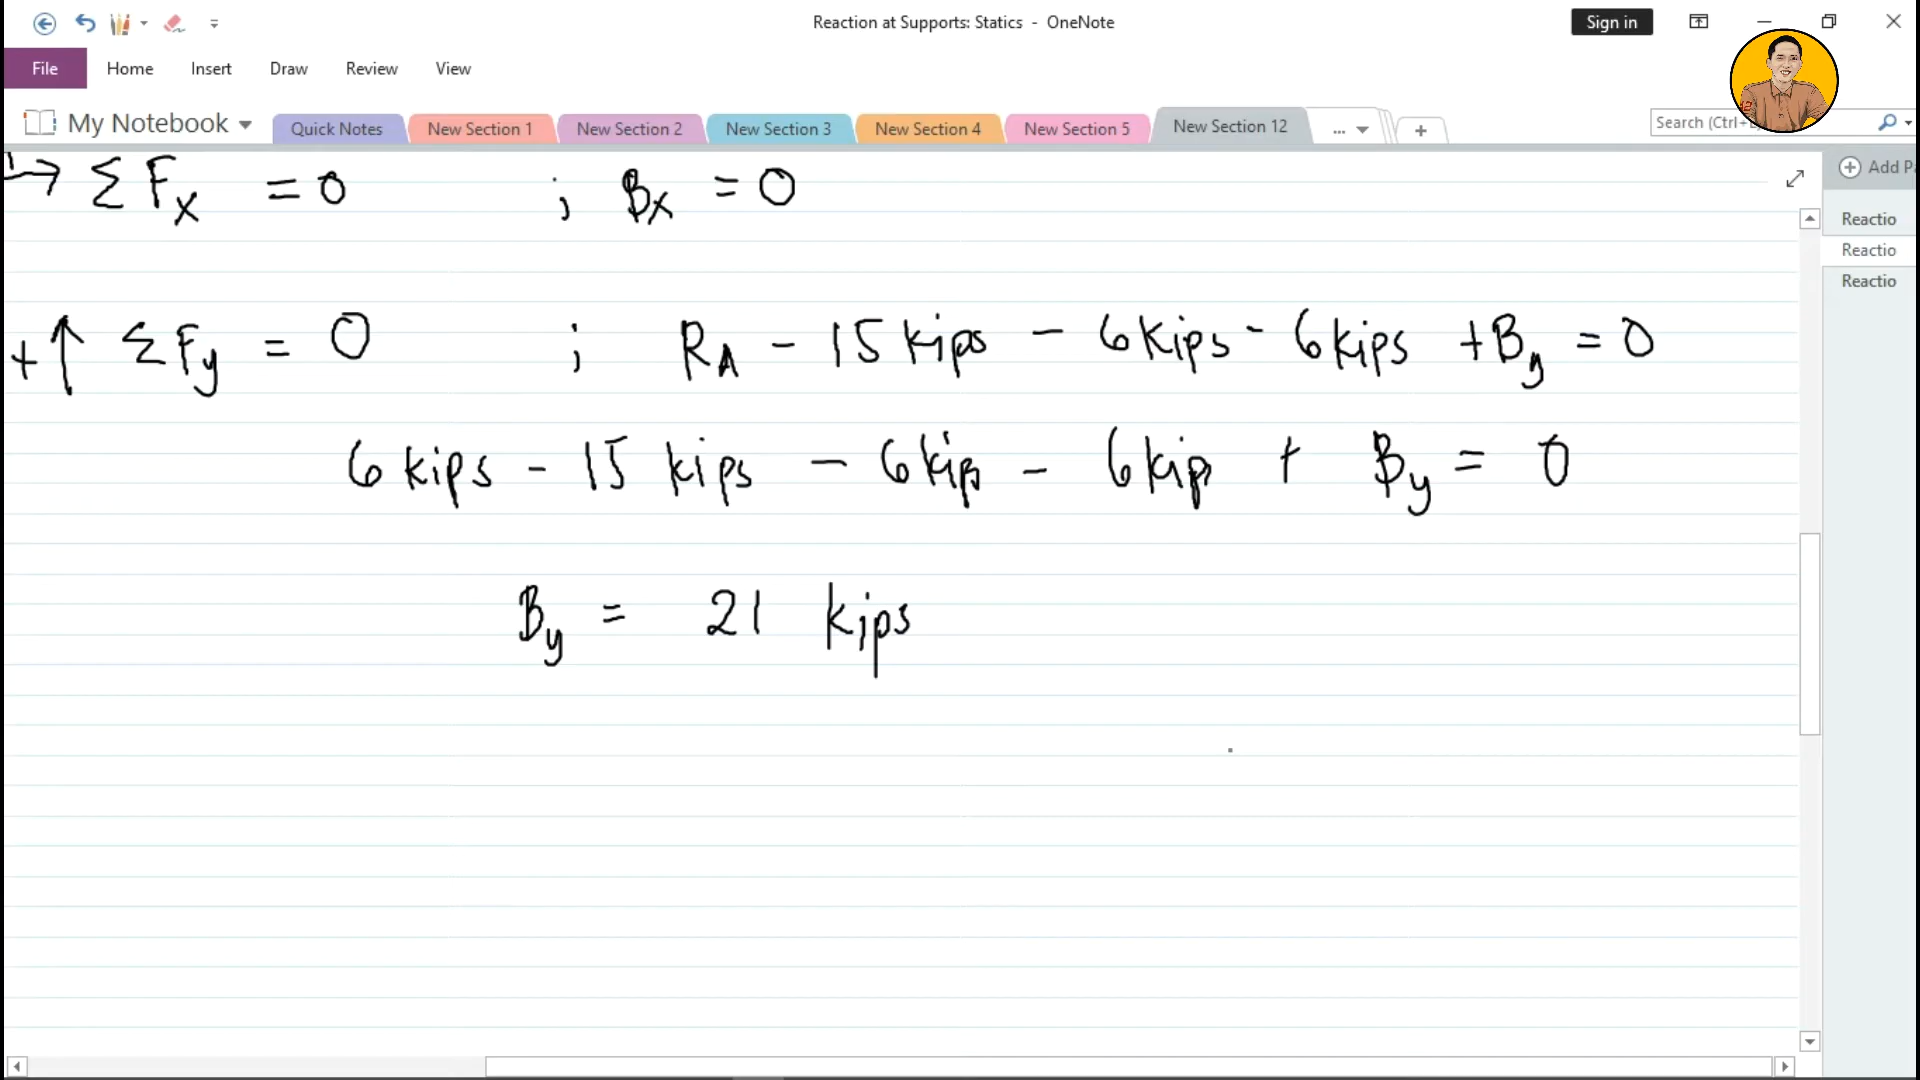 Reaction at Supports: Statics - OneNote
Sign in
File Home Insert Draw Review View
My Notebook
Quick Notes New Section 1 New Section 2 New Section 3 New Section 4 New Section 5 New Section 12 ... +
Search (Ctrl+
Add Pa
Reactio
Reactio
Reactio
→ Σ Fx = 0 ; Bx = 0
+↑ ΣFy = 0 ; RA - 15 kips - 6 kips - 6 kips + By = 0
6 kips - 15 kips - 6 kip - 6 kip + By = 0
By = 21 kips